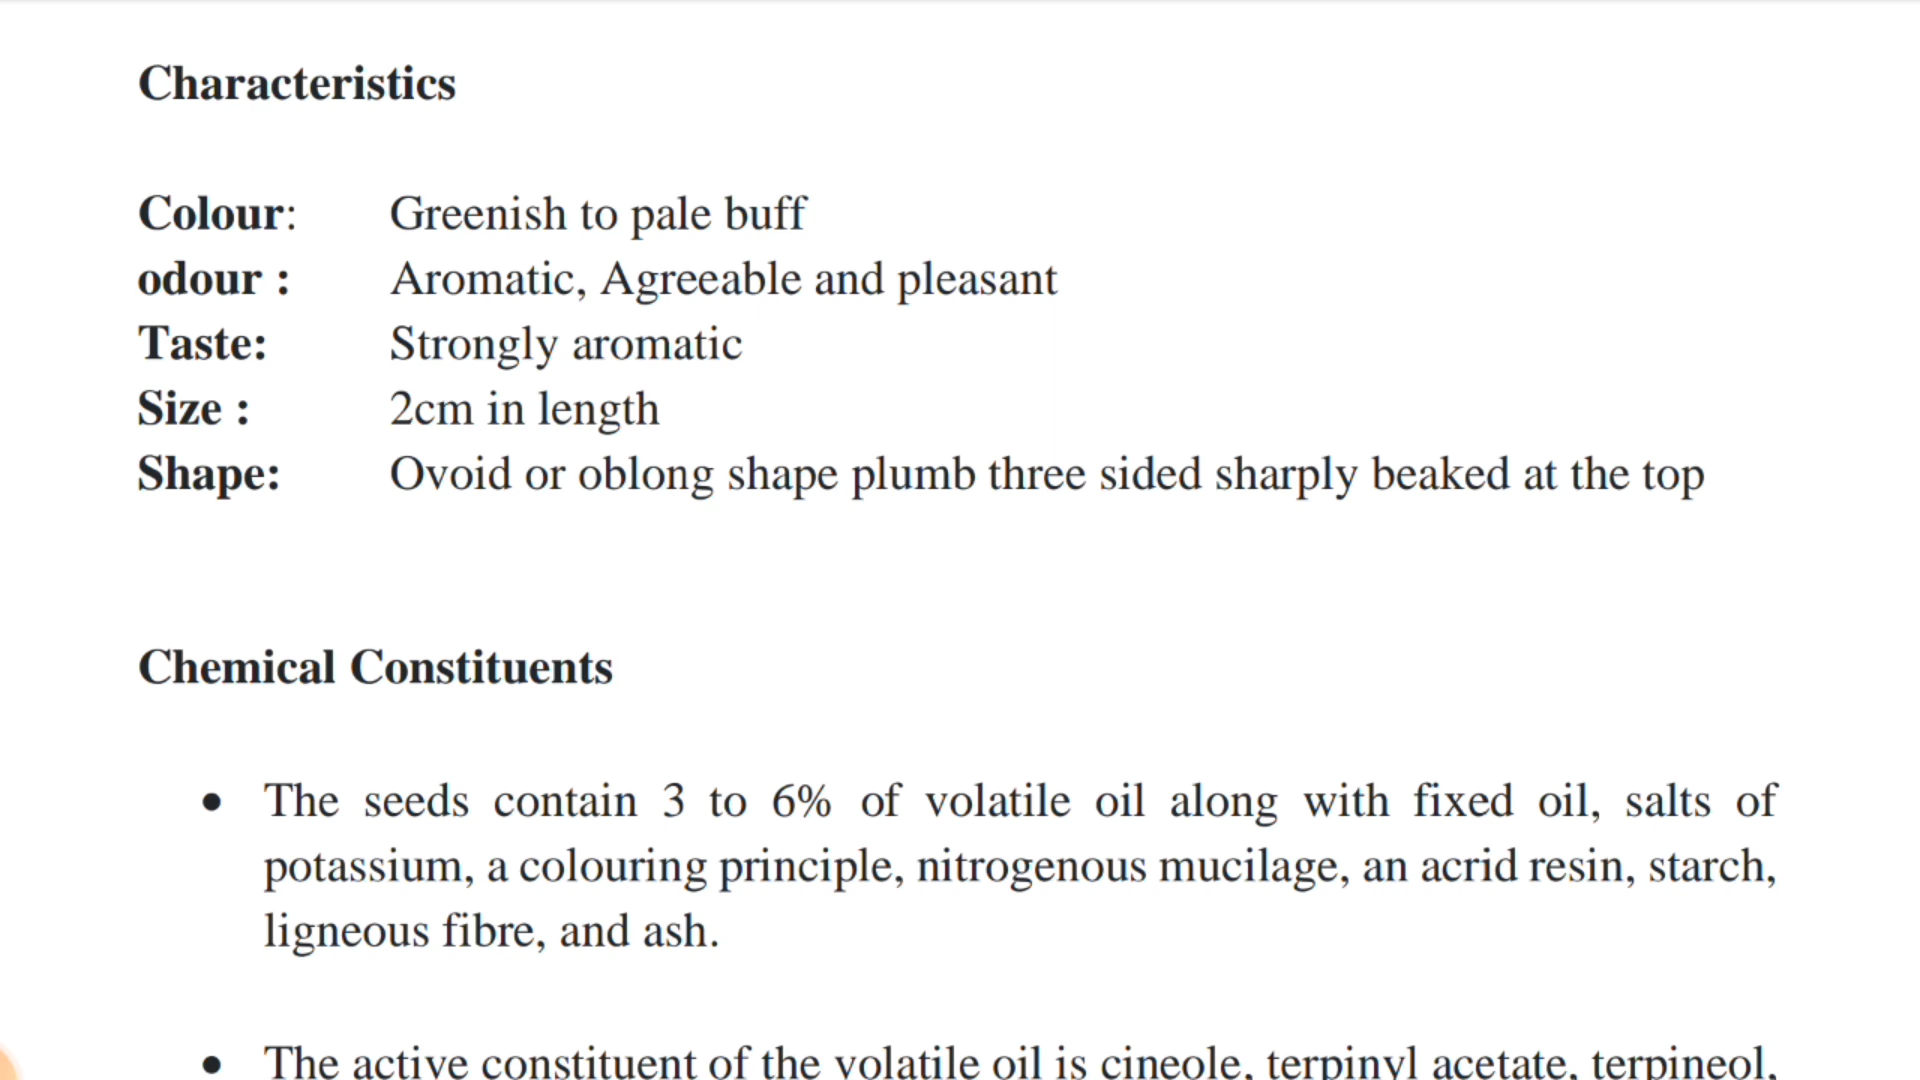 Characteristics
Colour: Greenish to pale buff
odour : Aromatic, Agreeable and pleasant
Taste: Strongly aromatic
Size : 2cm in length
Shape: Ovoid or oblong shape plumb three sided sharply beaked at the top
Chemical Constituents
• The seeds contain 3 to 6% of volatile oil along with fixed oil, salts of
potassium, a colouring principle, nitrogenous mucilage, an acrid resin, starch,
ligneous fibre, and ash.
• The active constituent of the volatile oil is cineole, terpinyl acetate, terpineol,